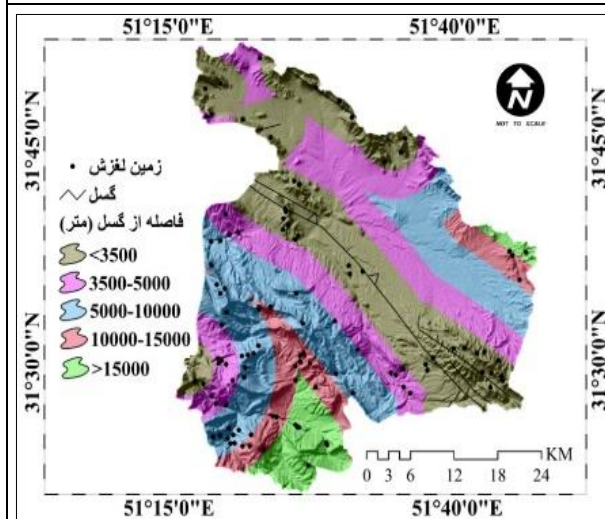 51°15'0"E
51°40'0"E
31°45'0"N
31°45'0"N
N
NOT TO SCALE
زمین لغزش
گسل
فاصله از گسل (متر)
<3500
3500-5000
5000-10000
10000-15000
>15000
31°30'0"N
31°30'0"N
KM
0 3 6 12 18 24
51°15'0"E
51°40'0"E